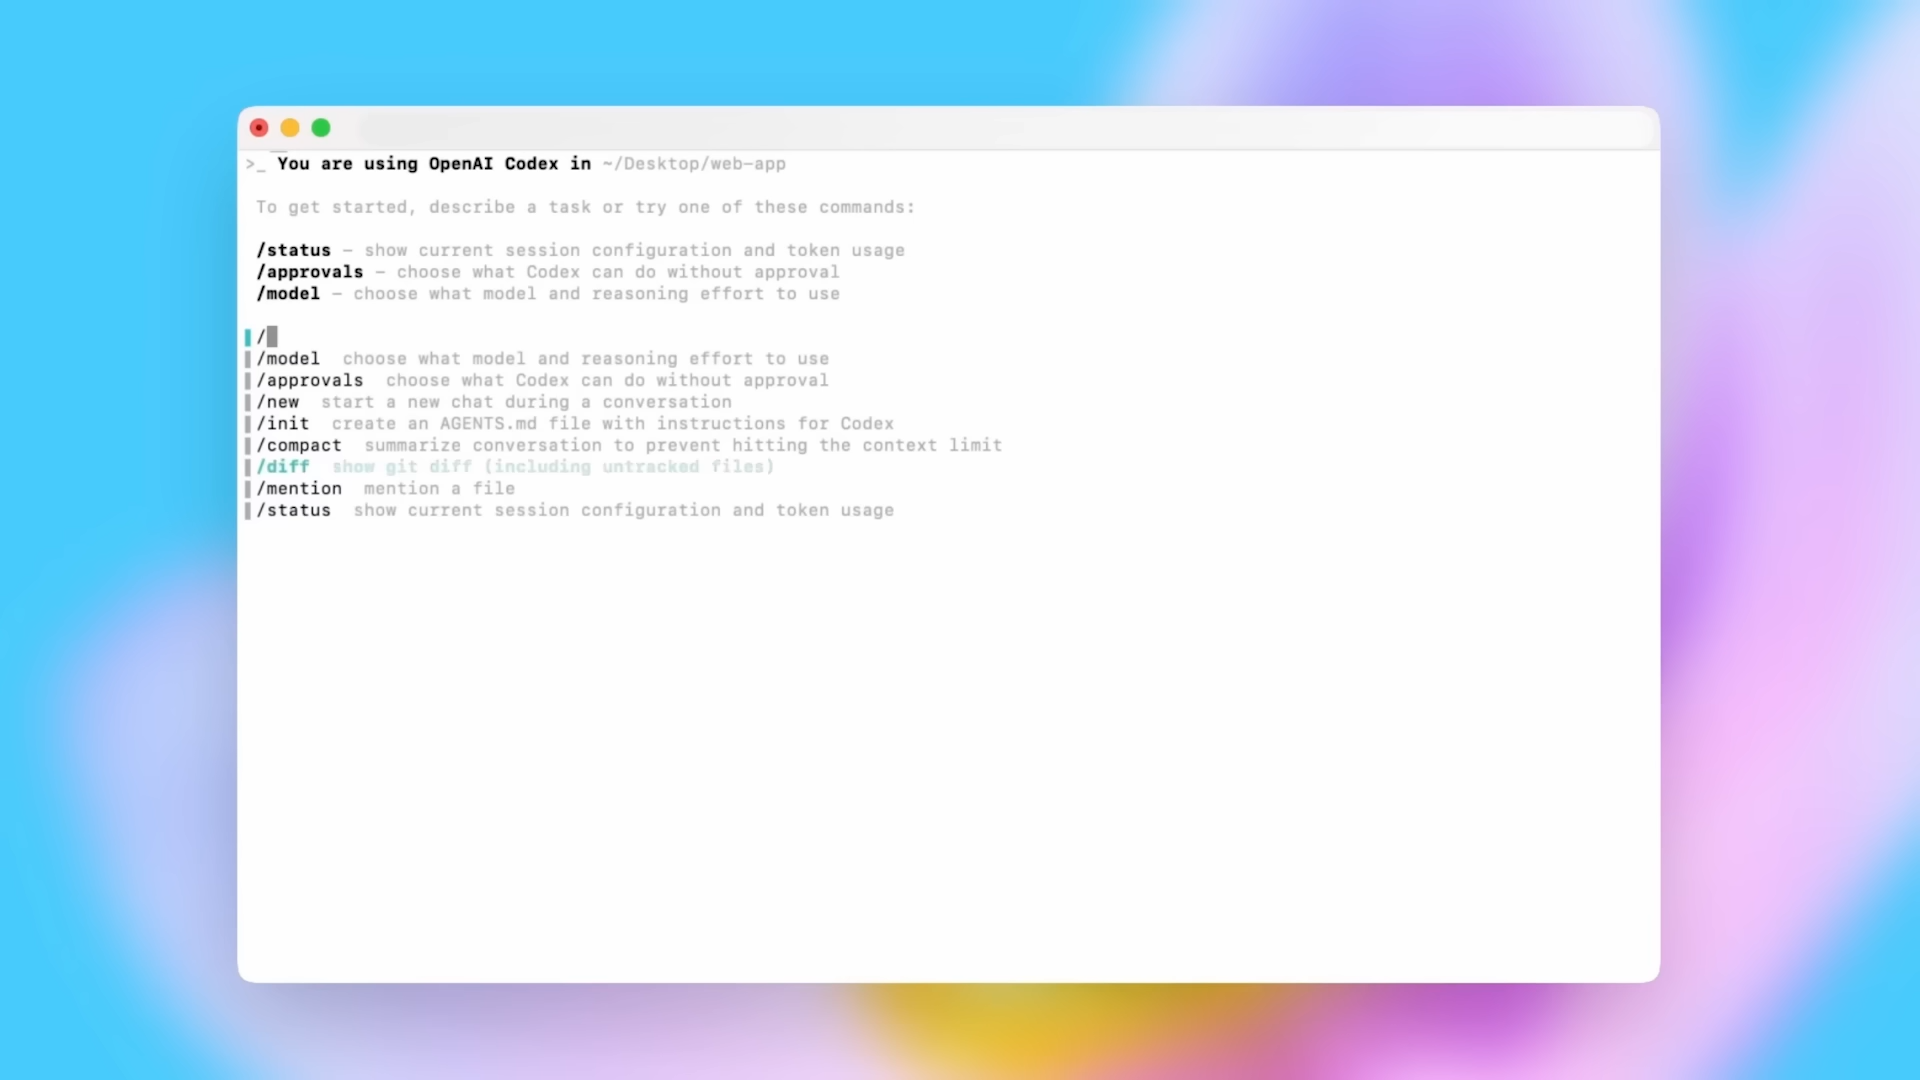 >_ You are using OpenAI Codex in ~/Desktop/web-app
To get started, describe a task or try one of these commands:
/status – show current session configuration and token usage
/approvals – choose what Codex can do without approval
/model – choose what model and reasoning effort to use
/
/model choose what model and reasoning effort to use
/approvals choose what Codex can do without approval
/new start a new chat during a conversation
/init create an AGENTS.md file with instructions for Codex
/compact summarize conversation to prevent hitting the context limit
/diff show git diff (including untracked files)
/mention mention a file
/status show current session configuration and token usage